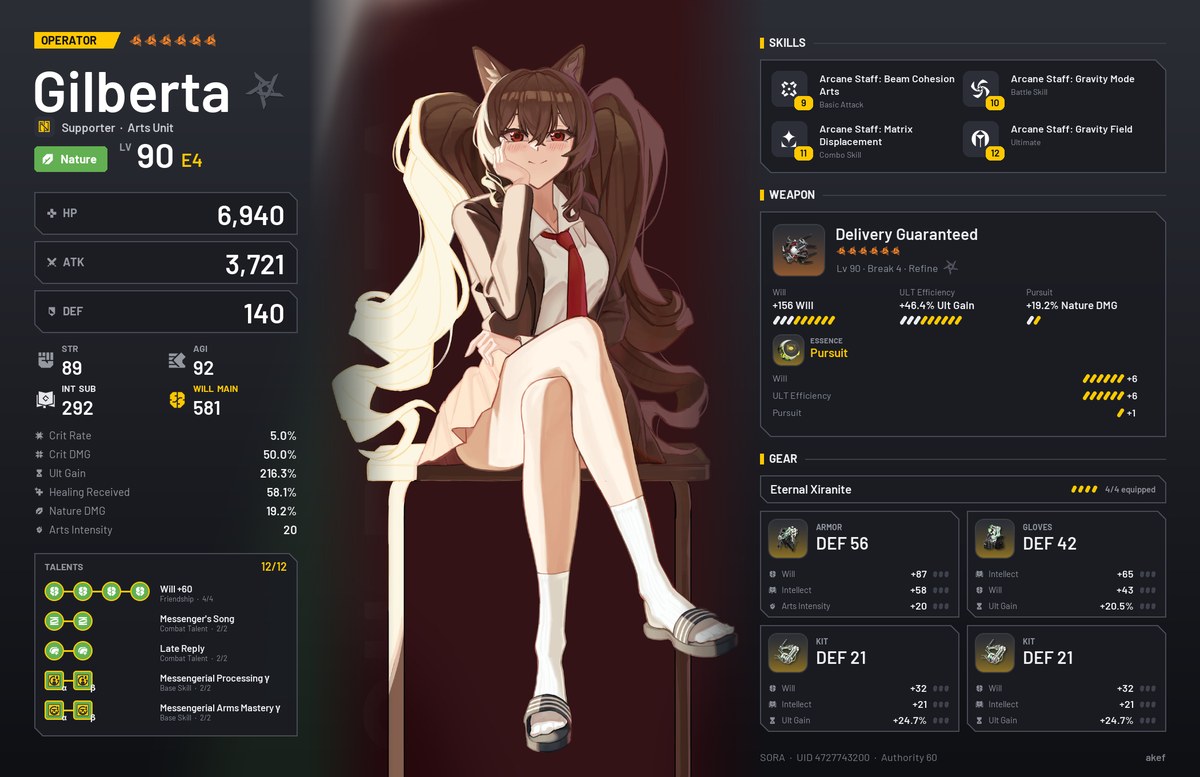 OPERATOR
Gilberta
Supporter · Arts Unit
Nature
LV 90 E4
HP 6,940
ATK 3,721
DEF 140
STR
89
AGI
92
INT SUB
292
WILL MAIN
581
Crit Rate 5.0%
Crit DMG 50.0%
Ult Gain 216.3%
Healing Received 58.1%
Nature DMG 19.2%
Arts Intensity 20
TALENTS 12/12
Will +60
Friendship · 4/4
Messenger's Song
Combat Talent · 2/2
Late Reply
Combat Talent · 2/2
α β
Messengerial Processing γ
Base Skill · 2/2
α β
Messengerial Arms Mastery γ
Base Skill · 2/2
SKILLS
9
Arcane Staff: Beam Cohesion
Arts
Basic Attack
10
Arcane Staff: Gravity Mode
Battle Skill
11
Arcane Staff: Matrix
Displacement
Combo Skill
12
Arcane Staff: Gravity Field
Ultimate
WEAPON
Delivery Guaranteed
Lv 90 · Break 4 · Refine
Will
+156 Will
ULT Efficiency
+46.4% Ult Gain
Pursuit
+19.2% Nature DMG
ESSENCE
Pursuit
Will +6
ULT Efficiency +6
Pursuit +1
GEAR
Eternal Xiranite 4/4 equipped
ARMOR
DEF 56
Will +87
Intellect +58
Arts Intensity +20
GLOVES
DEF 42
Intellect +65
Will +43
Ult Gain +20.5%
KIT
DEF 21
Will +32
Intellect +21
Ult Gain +24.7%
KIT
DEF 21
Will +32
Intellect +21
Ult Gain +24.7%
SORA · UID 4727743200 · Authority 60
akef